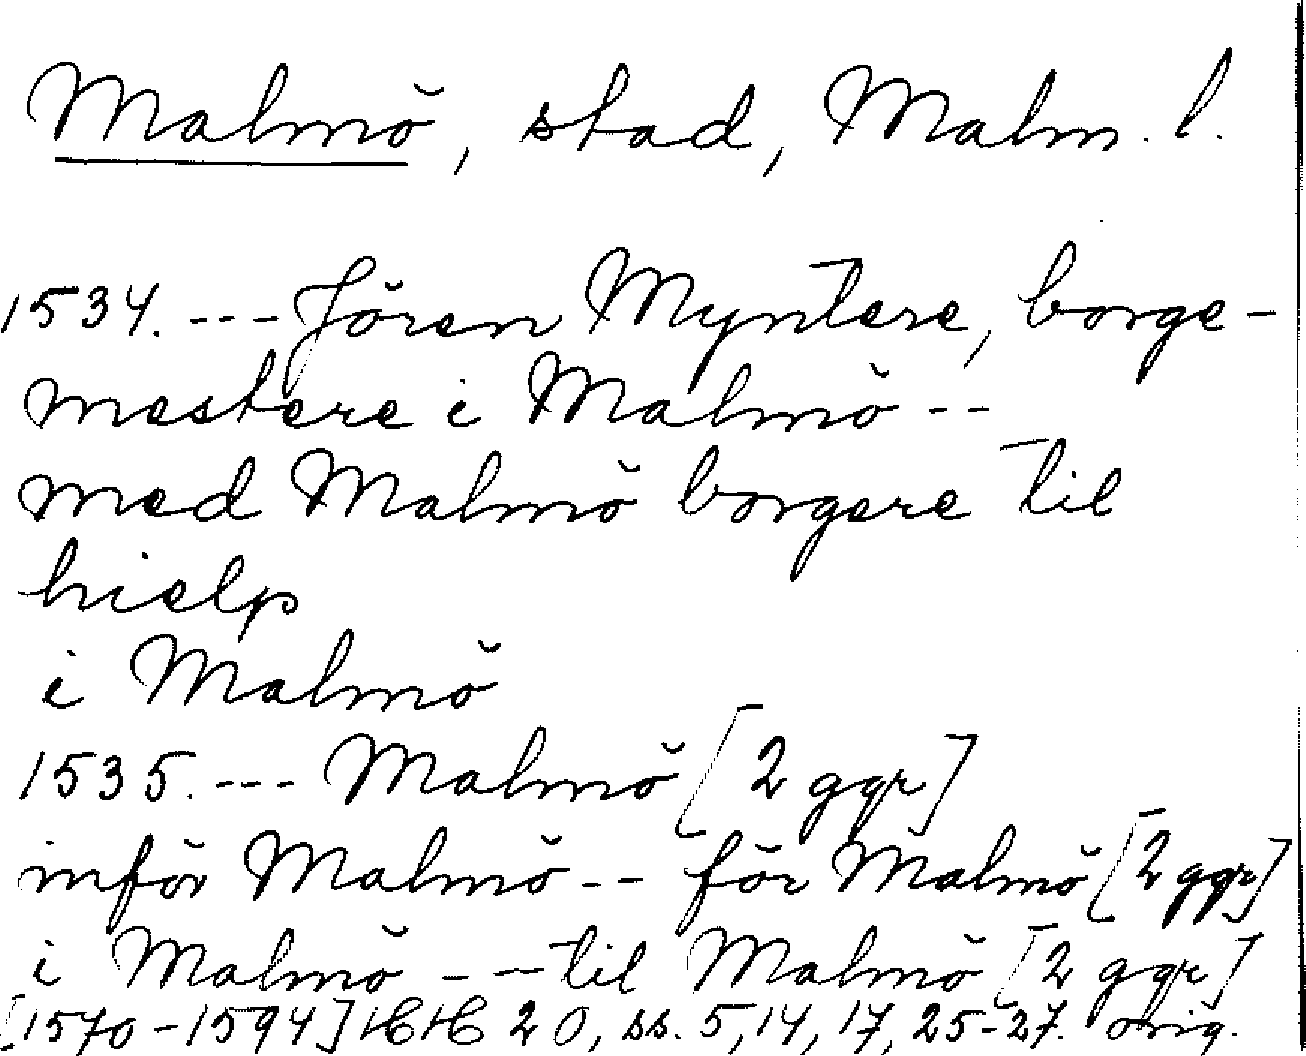 Malmö, stad, Malm. l.
1534. --- Jören Myntere, borge-
mestere i Malmö --
med Malmö borgere til
hielp
i Malmö
1535. --- Malmö [2 ggr]
inför Malmö -- för Malmö [2 ggr]
i Malmö - -- til Malmö [2 ggr]
[1570-1594] HH 20, ss. 5, 14, 17, 25-27. orig.